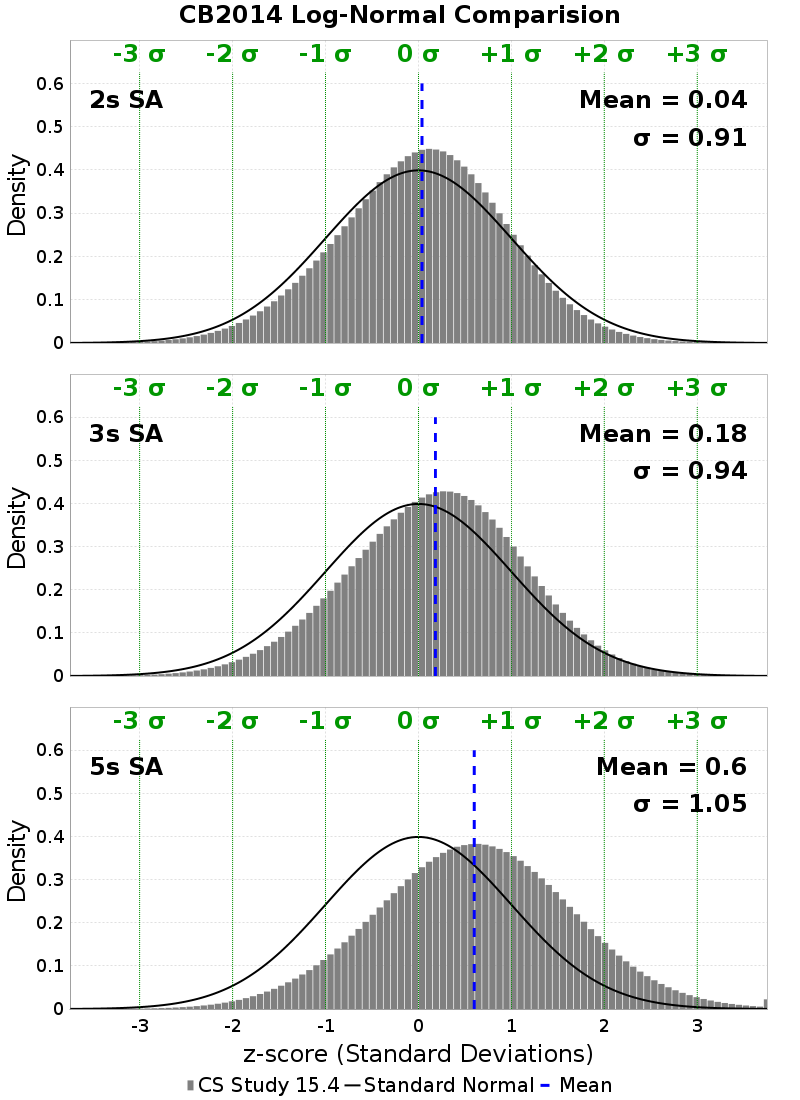 CB2014 Log-Normal Comparision
-3 σ -2 σ -1 σ 0 σ +1 σ +2 σ +3 σ
0.6
2s SA Mean = 0.04
0.5
σ = 0.91
0.4
Density
0.3
0.2
0.1
0
-3 σ -2 σ -1 σ 0 σ +1 σ +2 σ +3 σ
0.6
3s SA Mean = 0.18
0.5
σ = 0.94
0.4
Density
0.3
0.2
0.1
0
-3 σ -2 σ -1 σ 0 σ +1 σ +2 σ +3 σ
0.6
5s SA Mean = 0.6
0.5
σ = 1.05
0.4
Density
0.3
0.2
0.1
0
-3 -2 -1 0 1 2 3
z-score (Standard Deviations)
CS Study 15.4 Standard Normal Mean